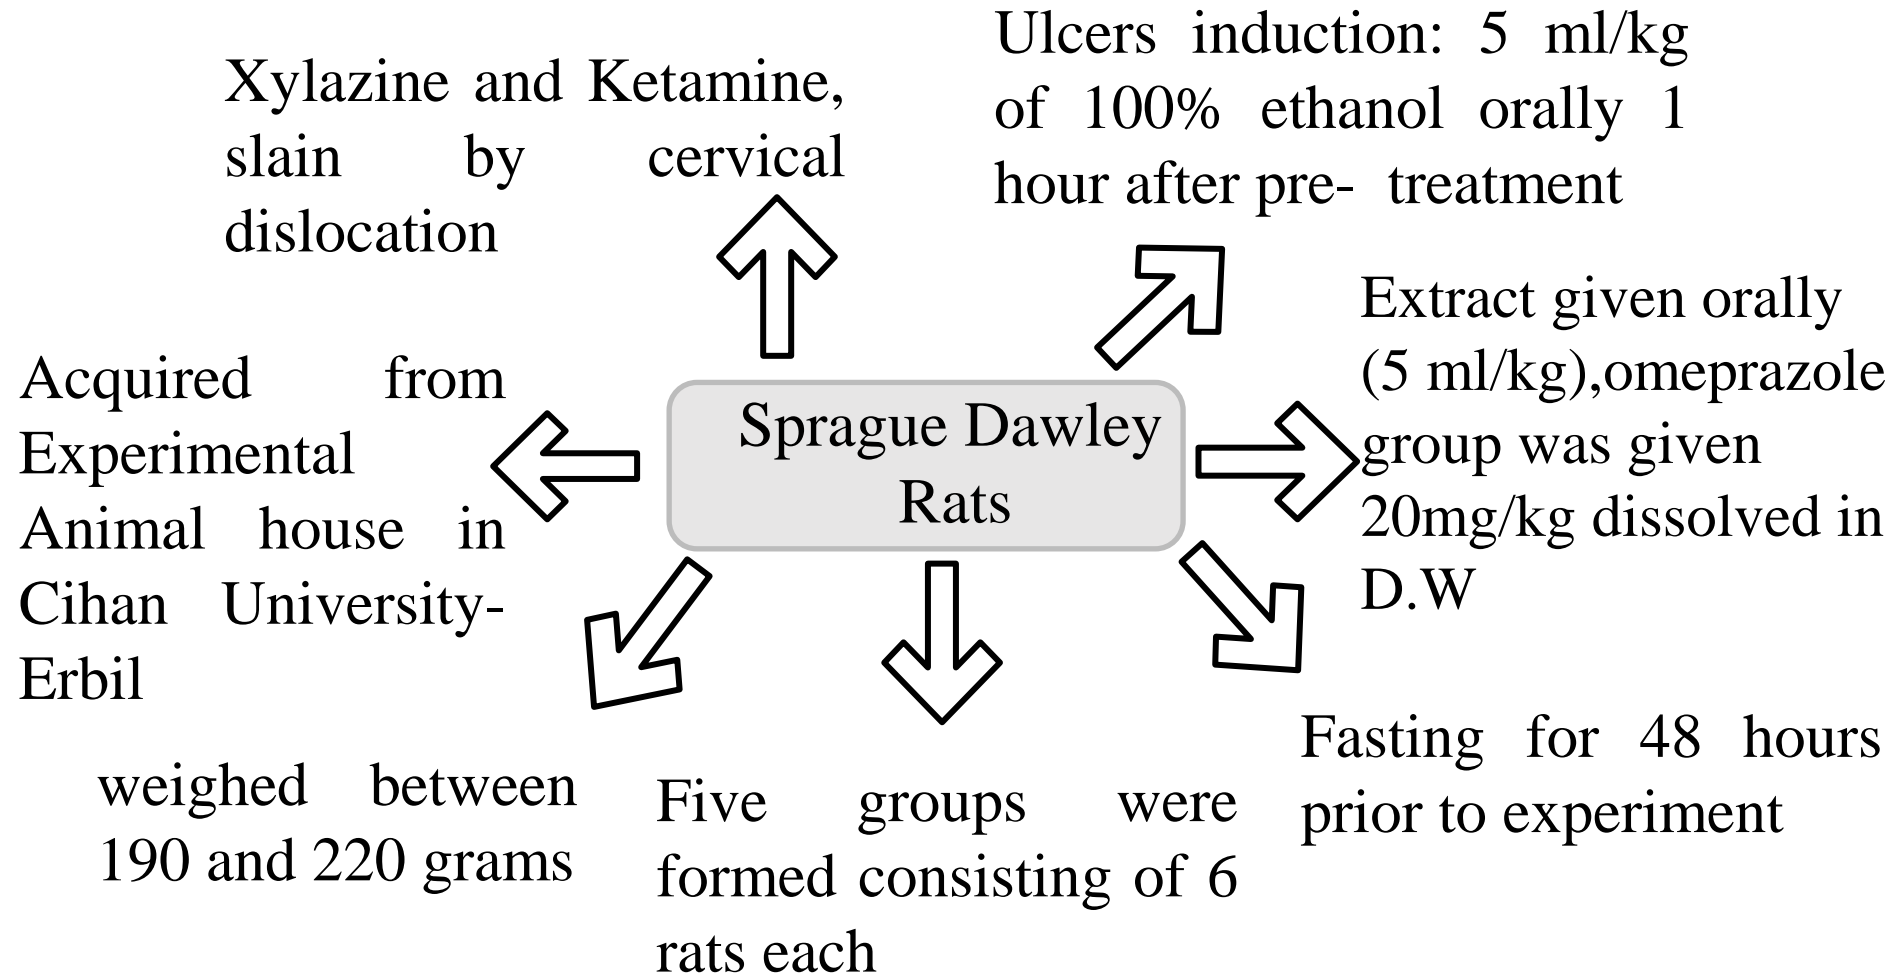 Xylazine and Ketamine,
slain by cervical
dislocation
Ulcers induction: 5 ml/kg
of 100% ethanol orally 1
hour after pre- treatment
Acquired from
Experimental
Animal house in
Cihan University-
Erbil
Sprague Dawley
Rats
Extract given orally
(5 ml/kg),omeprazole
group was given
20mg/kg dissolved in
D.W
weighed between
190 and 220 grams
Five groups were
formed consisting of 6
rats each
Fasting for 48 hours
prior to experiment